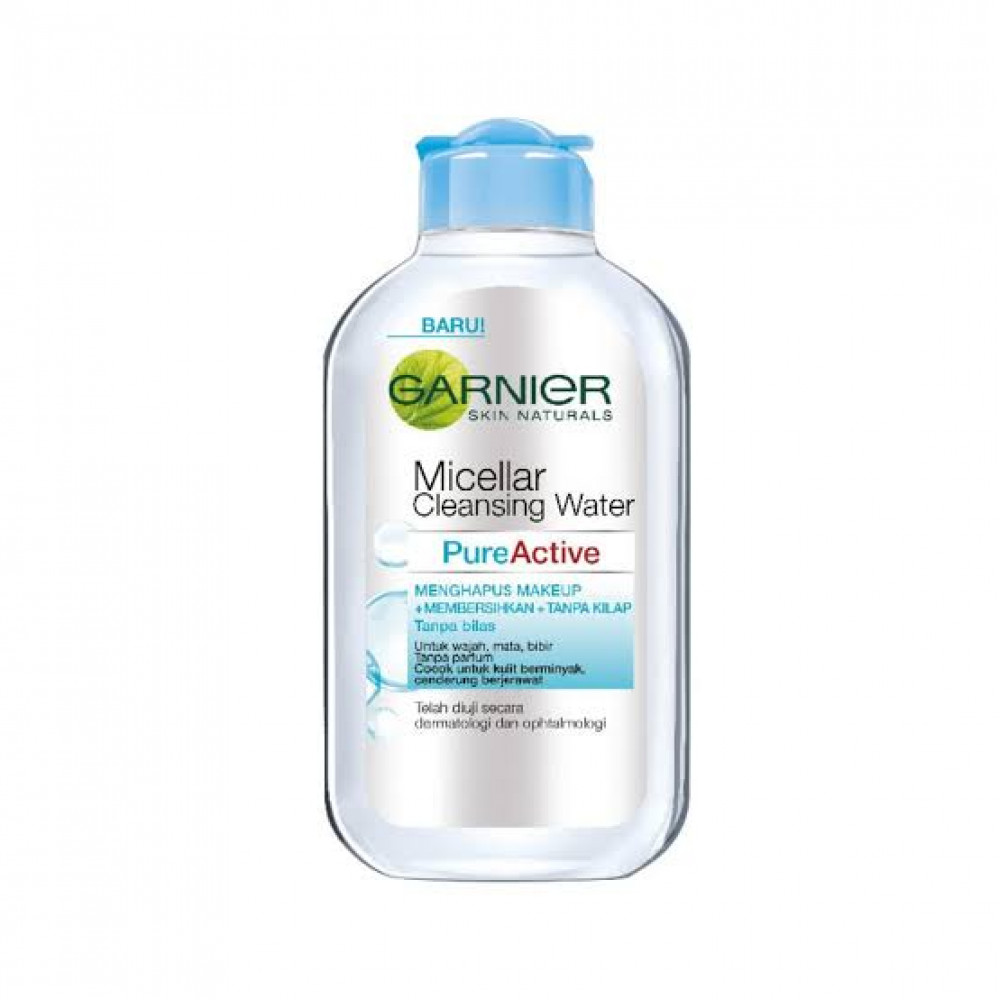 BARU!
GARNIER
SKIN NATURALS
Micellar
Cleansing Water
PureActive
MENGHAPUS MAKEUP
+MEMBERSIHKAN+TANPA KILAP
Tanpa bilas
Untuk wajah, mata, bibir
Tanpa parfum
Cocok untuk kulit berminyak,
cenderung berjerawat
Telah diuji secara
dermatologi dan ophtalmologi